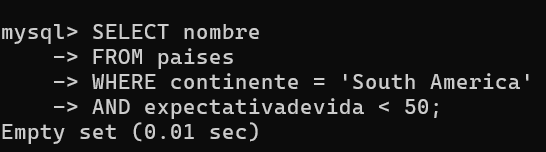 mysql> SELECT nombre
    -> FROM paises
    -> WHERE continente = 'South America'
    -> AND expectativadevida < 50;
Empty set (0.01 sec)